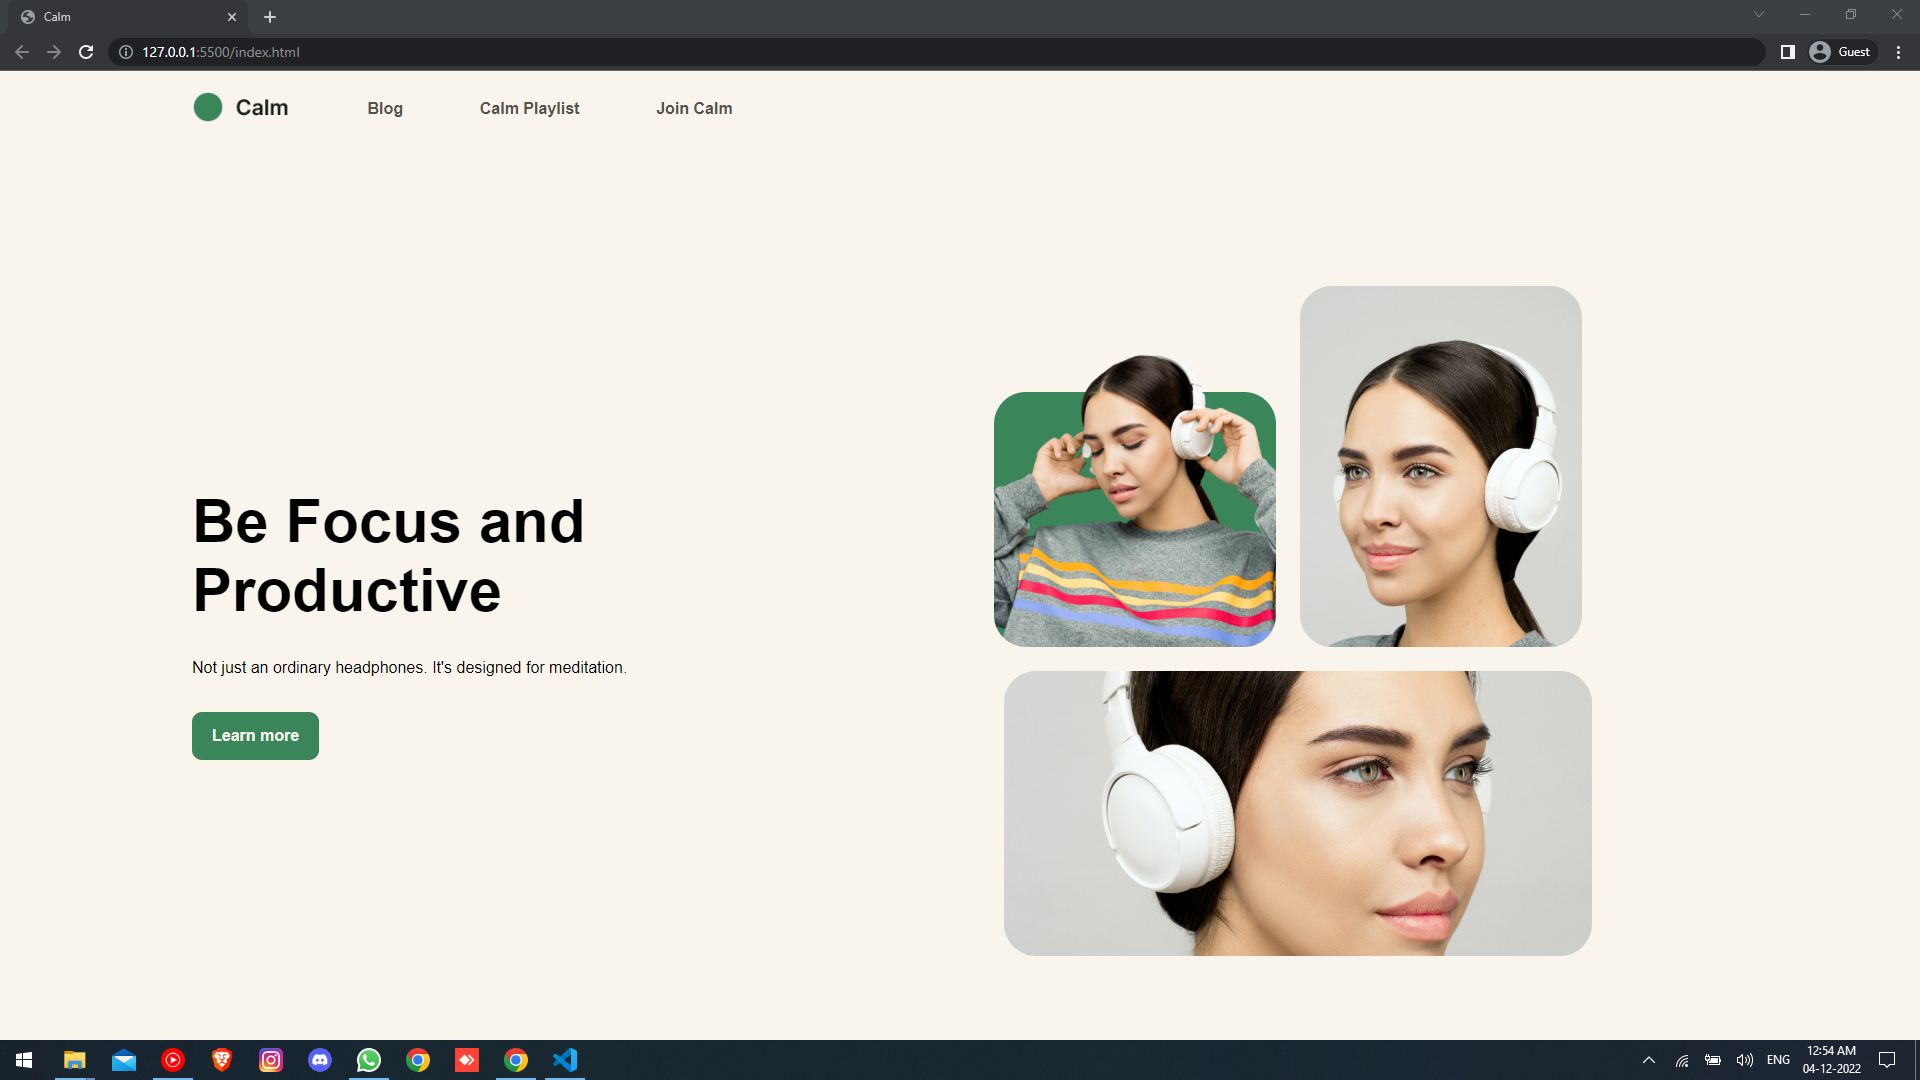 Calm
127.0.0.1:5500/index.html
Guest
Calm
Blog
Calm Playlist
Join Calm
Be Focus and
Productive
Not just an ordinary headphones. It's designed for meditation.
Learn more
ENG
12:54 AM
04-12-2022